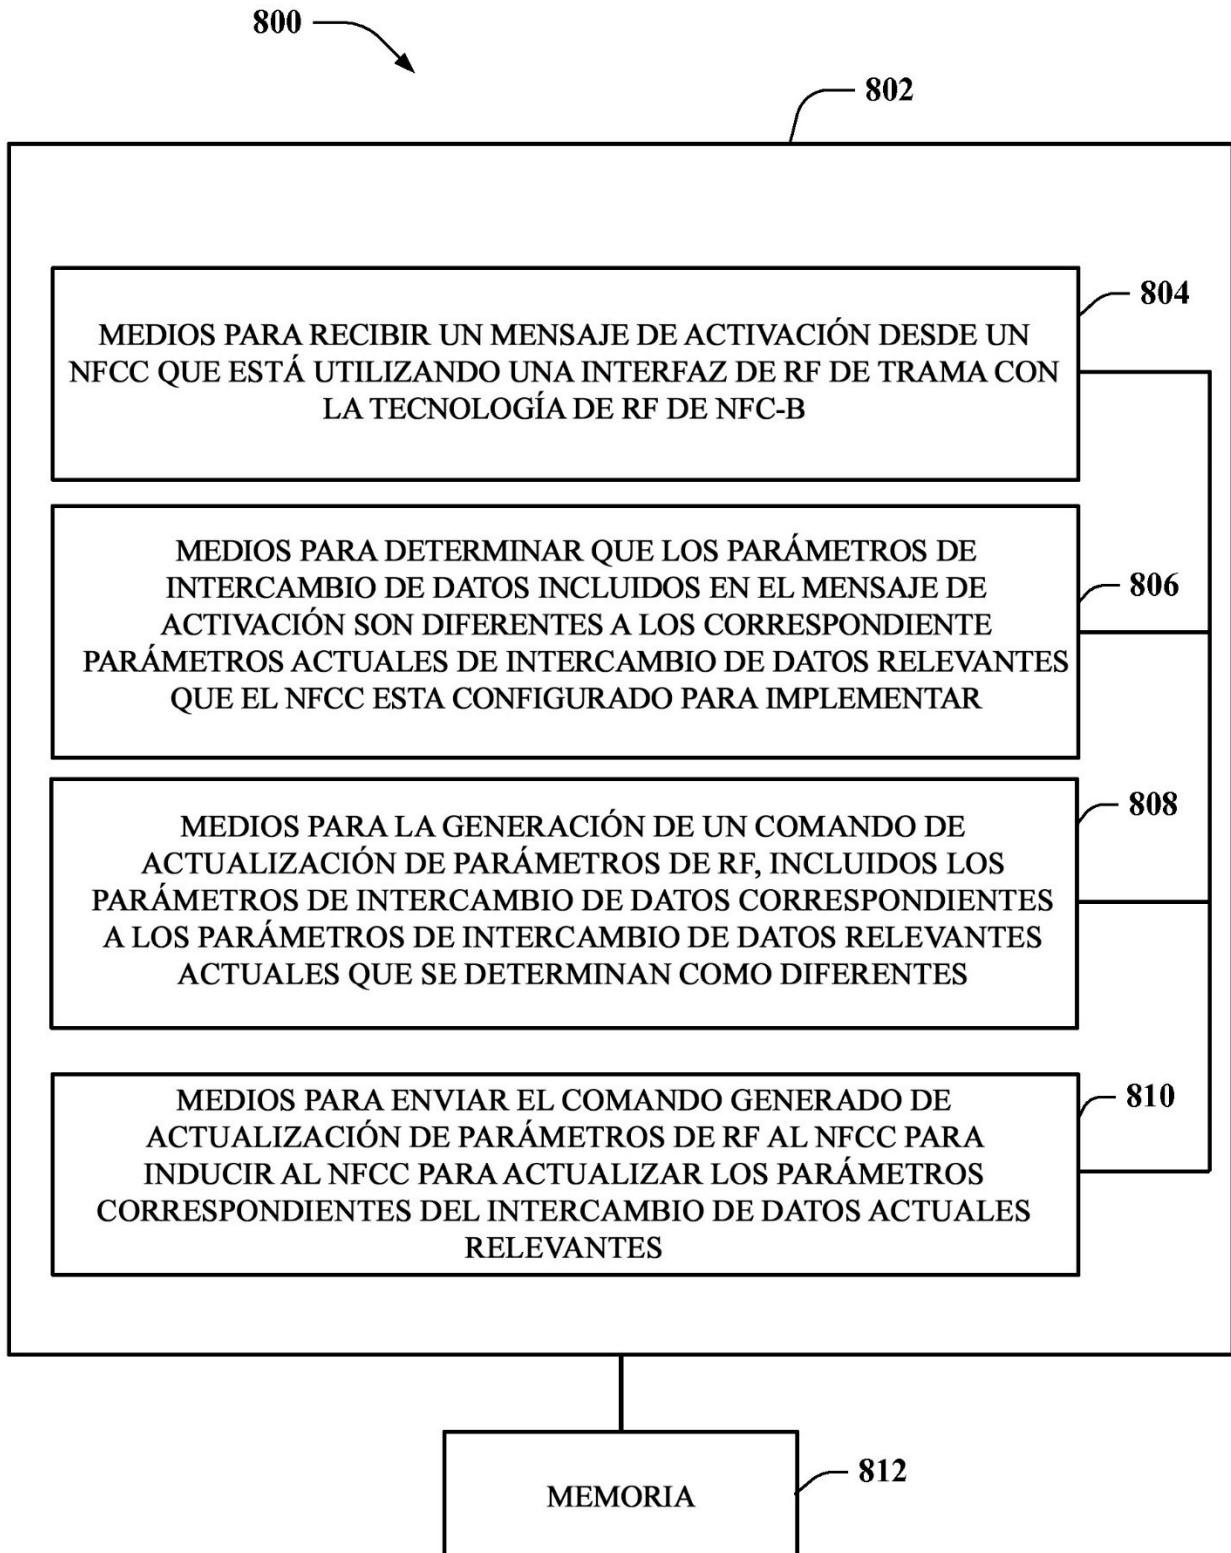 800
802
804
MEDIOS PARA RECIBIR UN MENSAJE DE ACTIVACIÓN DESDE UN
NFCC QUE ESTÁ UTILIZANDO UNA INTERFAZ DE RF DE TRAMA CON
LA TECNOLOGÍA DE RF DE NFC-B
806
MEDIOS PARA DETERMINAR QUE LOS PARÁMETROS DE
INTERCAMBIO DE DATOS INCLUIDOS EN EL MENSAJE DE
ACTIVACIÓN SON DIFERENTES A LOS CORRESPONDIENTE
PARÁMETROS ACTUALES DE INTERCAMBIO DE DATOS RELEVANTES
QUE EL NFCC ESTA CONFIGURADO PARA IMPLEMENTAR
808
MEDIOS PARA LA GENERACIÓN DE UN COMANDO DE
ACTUALIZACIÓN DE PARÁMETROS DE RF, INCLUIDOS LOS
PARÁMETROS DE INTERCAMBIO DE DATOS CORRESPONDIENTES
A LOS PARÁMETROS DE INTERCAMBIO DE DATOS RELEVANTES
ACTUALES QUE SE DETERMINAN COMO DIFERENTES
810
MEDIOS PARA ENVIAR EL COMANDO GENERADO DE
ACTUALIZACIÓN DE PARÁMETROS DE RF AL NFCC PARA
INDUCIR AL NFCC PARA ACTUALIZAR LOS PARÁMETROS
CORRESPONDIENTES DEL INTERCAMBIO DE DATOS ACTUALES
RELEVANTES
812
MEMORIA